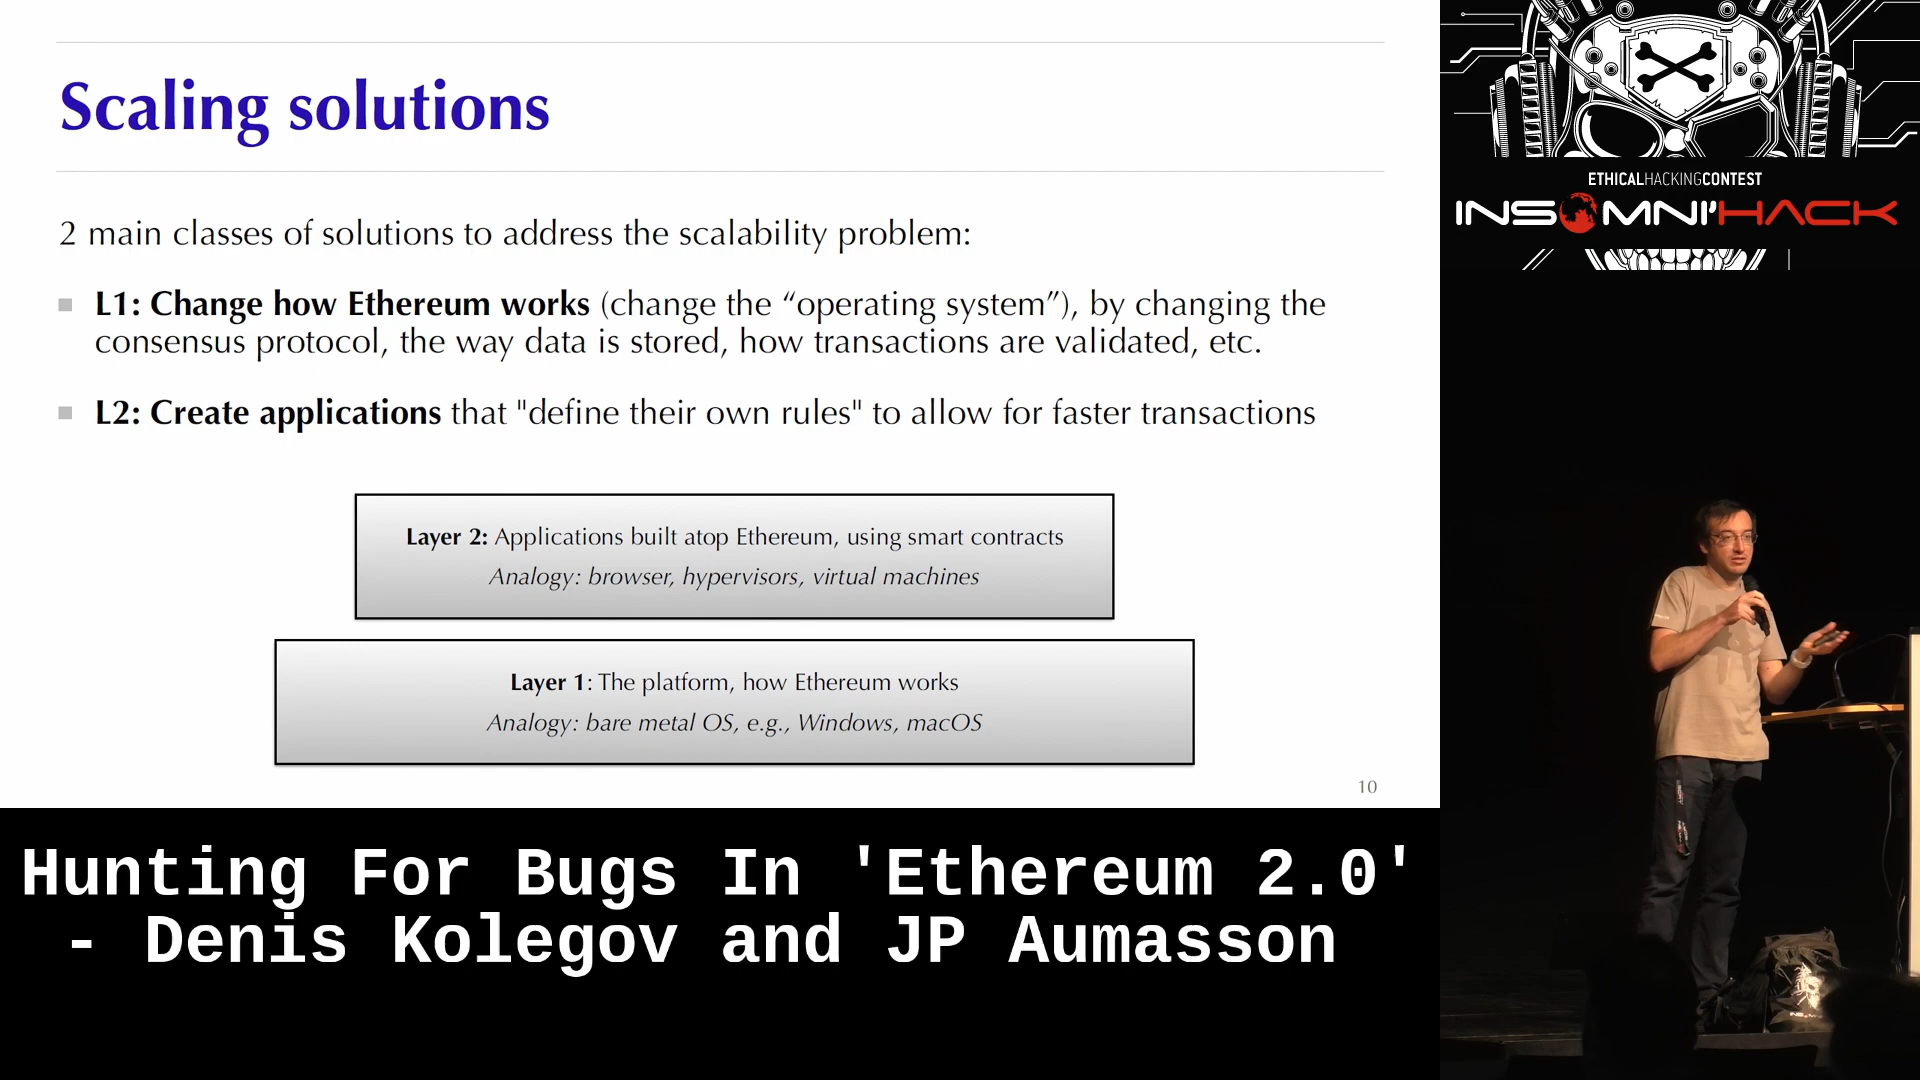 Scaling solutions
2 main classes of solutions to address the scalability problem:
L1: Change how Ethereum works (change the “operating system”), by changing the
consensus protocol, the way data is stored, how transactions are validated, etc.
L2: Create applications that "define their own rules" to allow for faster transactions
Layer 2: Applications built atop Ethereum, using smart contracts
Analogy: browser, hypervisors, virtual machines
Layer 1: The platform, how Ethereum works
Analogy: bare metal OS, e.g., Windows, macOS
10
ETHICALHACKINGCONTEST
INSOMNI'HACK
Hunting For Bugs In 'Ethereum 2.0'
- Denis Kolegov and JP Aumasson